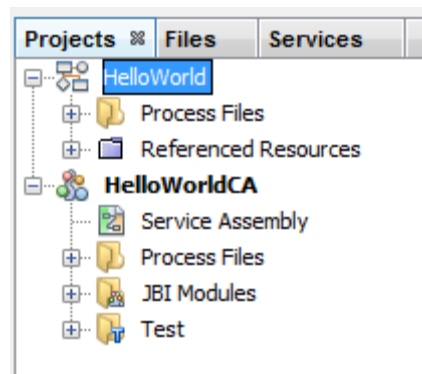 Projects Files Services
HelloWorld
Process Files
Referenced Resources
HelloWorldCA
Service Assembly
Process Files
JBI Modules
Test